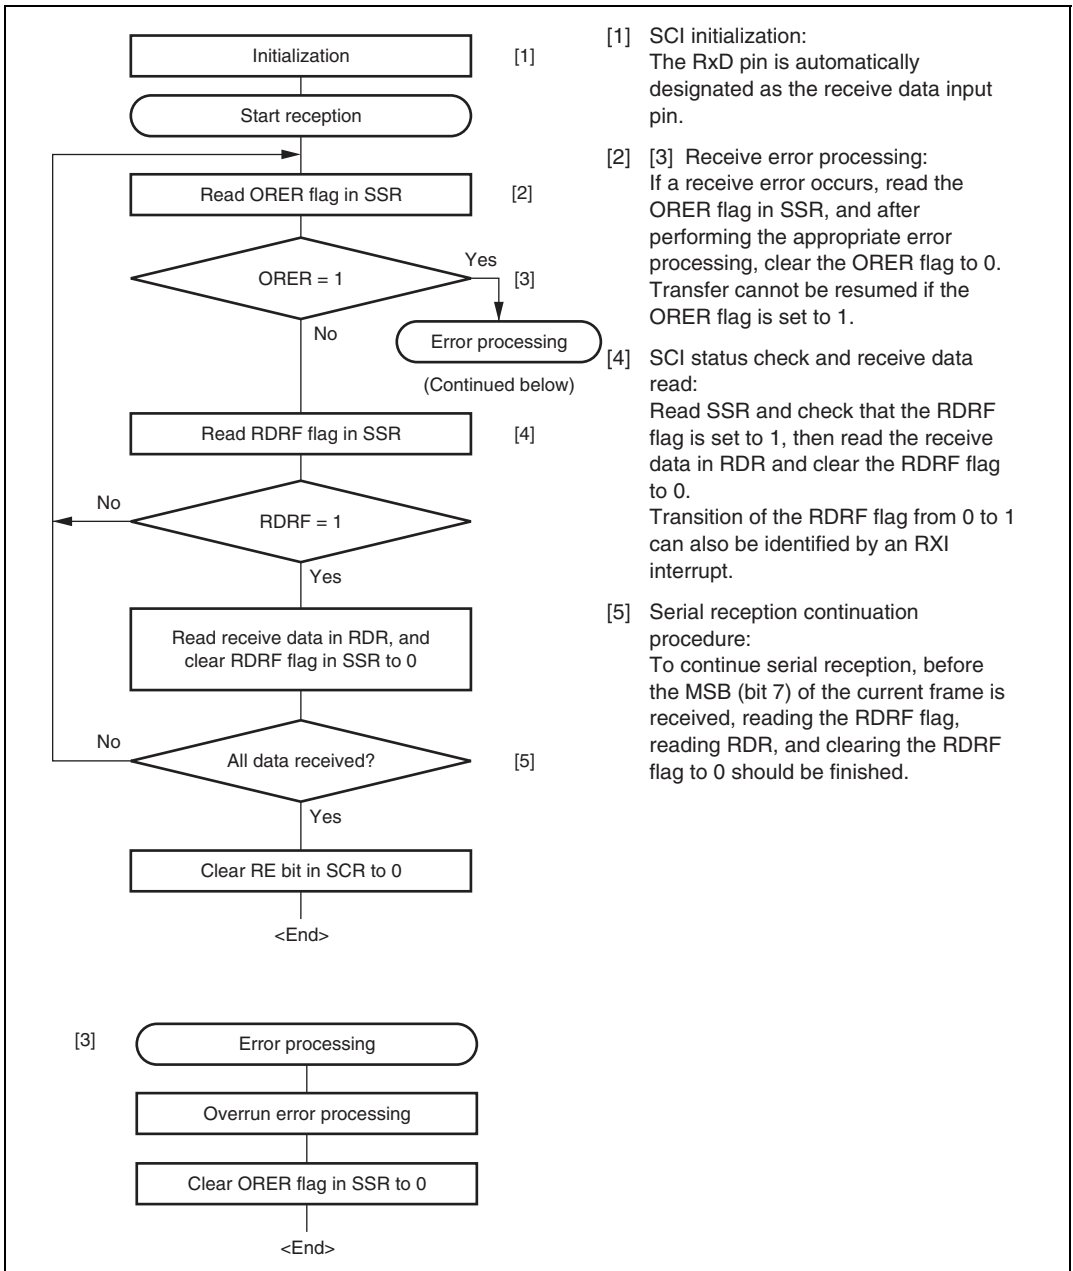 Initialization
[1]
Start reception
Read ORER flag in SSR
[2]
ORER = 1
Yes
[3]
No
Error processing
(Continued below)
Read RDRF flag in SSR
[4]
No
RDRF = 1
Yes
Read receive data in RDR, and
clear RDRF flag in SSR to 0
No
All data received?
[5]
Yes
Clear RE bit in SCR to 0
<End>
[3]
Error processing
Overrun error processing
Clear ORER flag in SSR to 0
<End>
[1] SCI initialization:
The RxD pin is automatically
designated as the receive data input
pin.
[2] [3] Receive error processing:
If a receive error occurs, read the
ORER flag in SSR, and after
performing the appropriate error
processing, clear the ORER flag to 0.
Transfer cannot be resumed if the
ORER flag is set to 1.
[4] SCI status check and receive data
read:
Read SSR and check that the RDRF
flag is set to 1, then read the receive
data in RDR and clear the RDRF flag
to 0.
Transition of the RDRF flag from 0 to 1
can also be identified by an RXI
interrupt.
[5] Serial reception continuation
procedure:
To continue serial reception, before
the MSB (bit 7) of the current frame is
received, reading the RDRF flag,
reading RDR, and clearing the RDRF
flag to 0 should be finished.